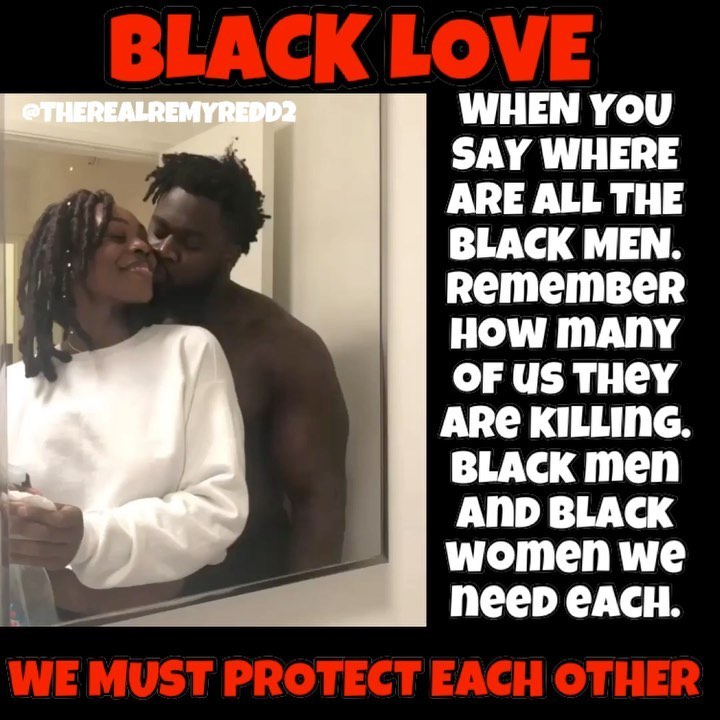 BLACK LOVE
@THEREALREMYREDD2
WHEN YOU
SAY WHERE
ARE ALL THE
BLACK MEN.
RemembeR
HOW mAnY
OF us THeY
ARe KILLInG.
BLACK men
AnD BLACK
women we
neeD eACH.
WE MUST PROTECT EACH OTHER